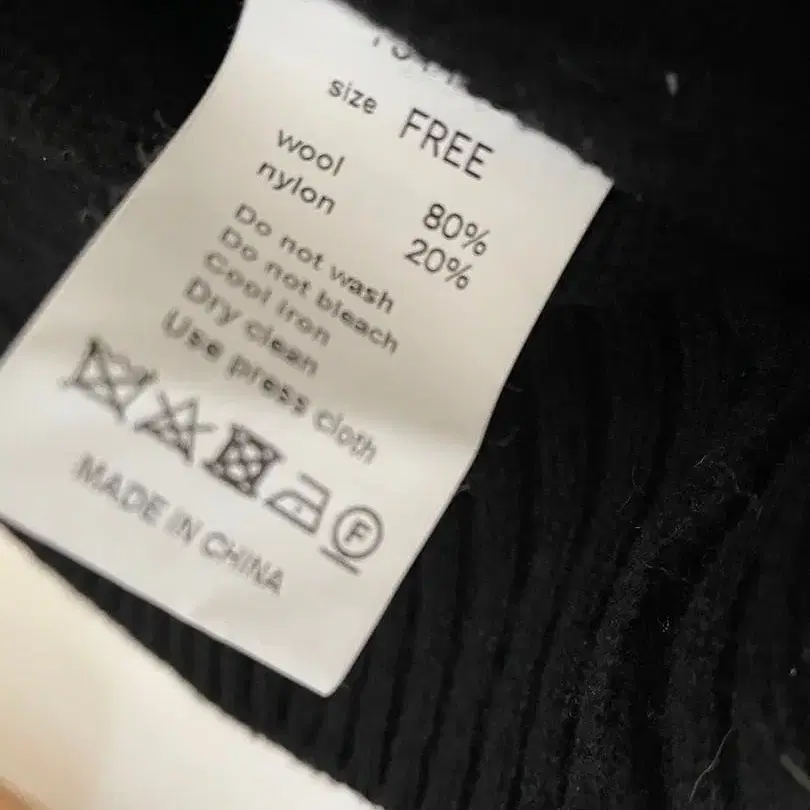 size FREE
wool 80%
nylon 20%
Do not wash
Do not bleach
Cool iron
Dry clean
Use press cloth
F
MADE IN CHINA